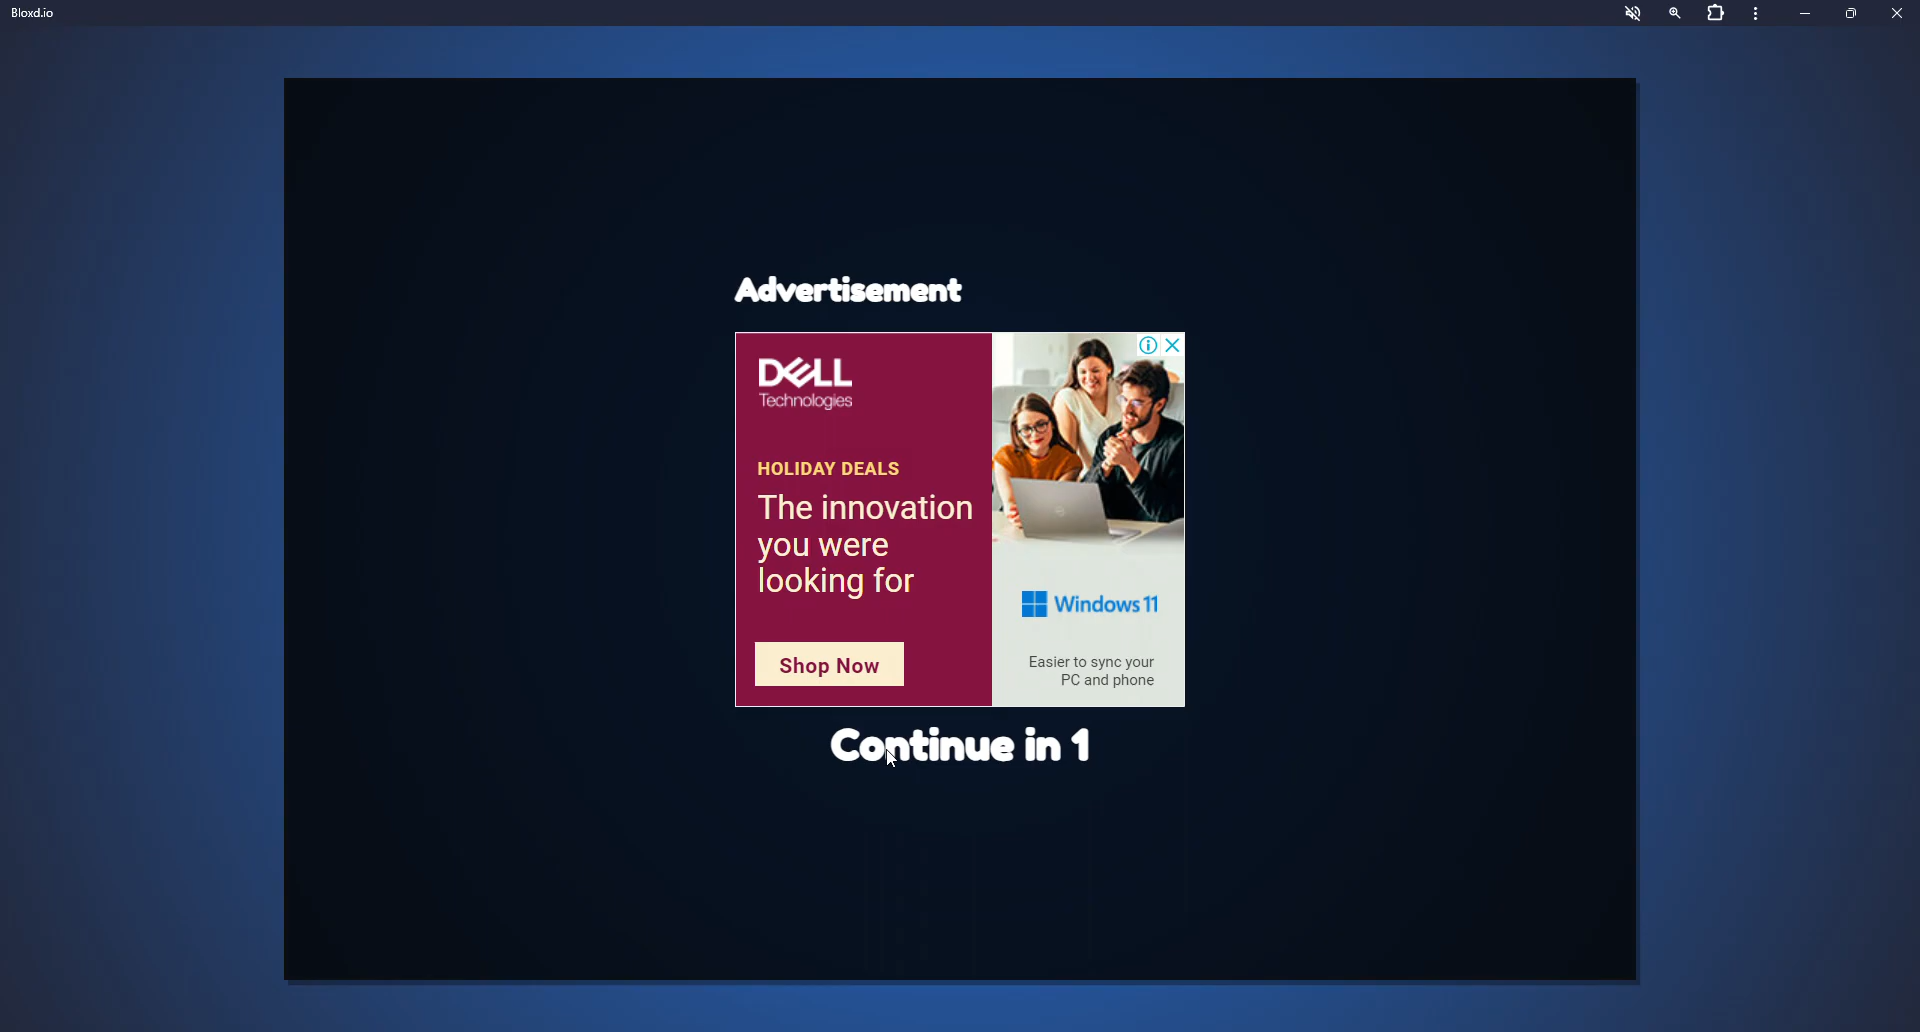 Bloxd.io
Advertisement
DELL
Technologies
HOLIDAY DEALS
The innovation
you were
looking for
Shop Now
Windows 11
Easier to sync your
PC and phone
Continue in 1